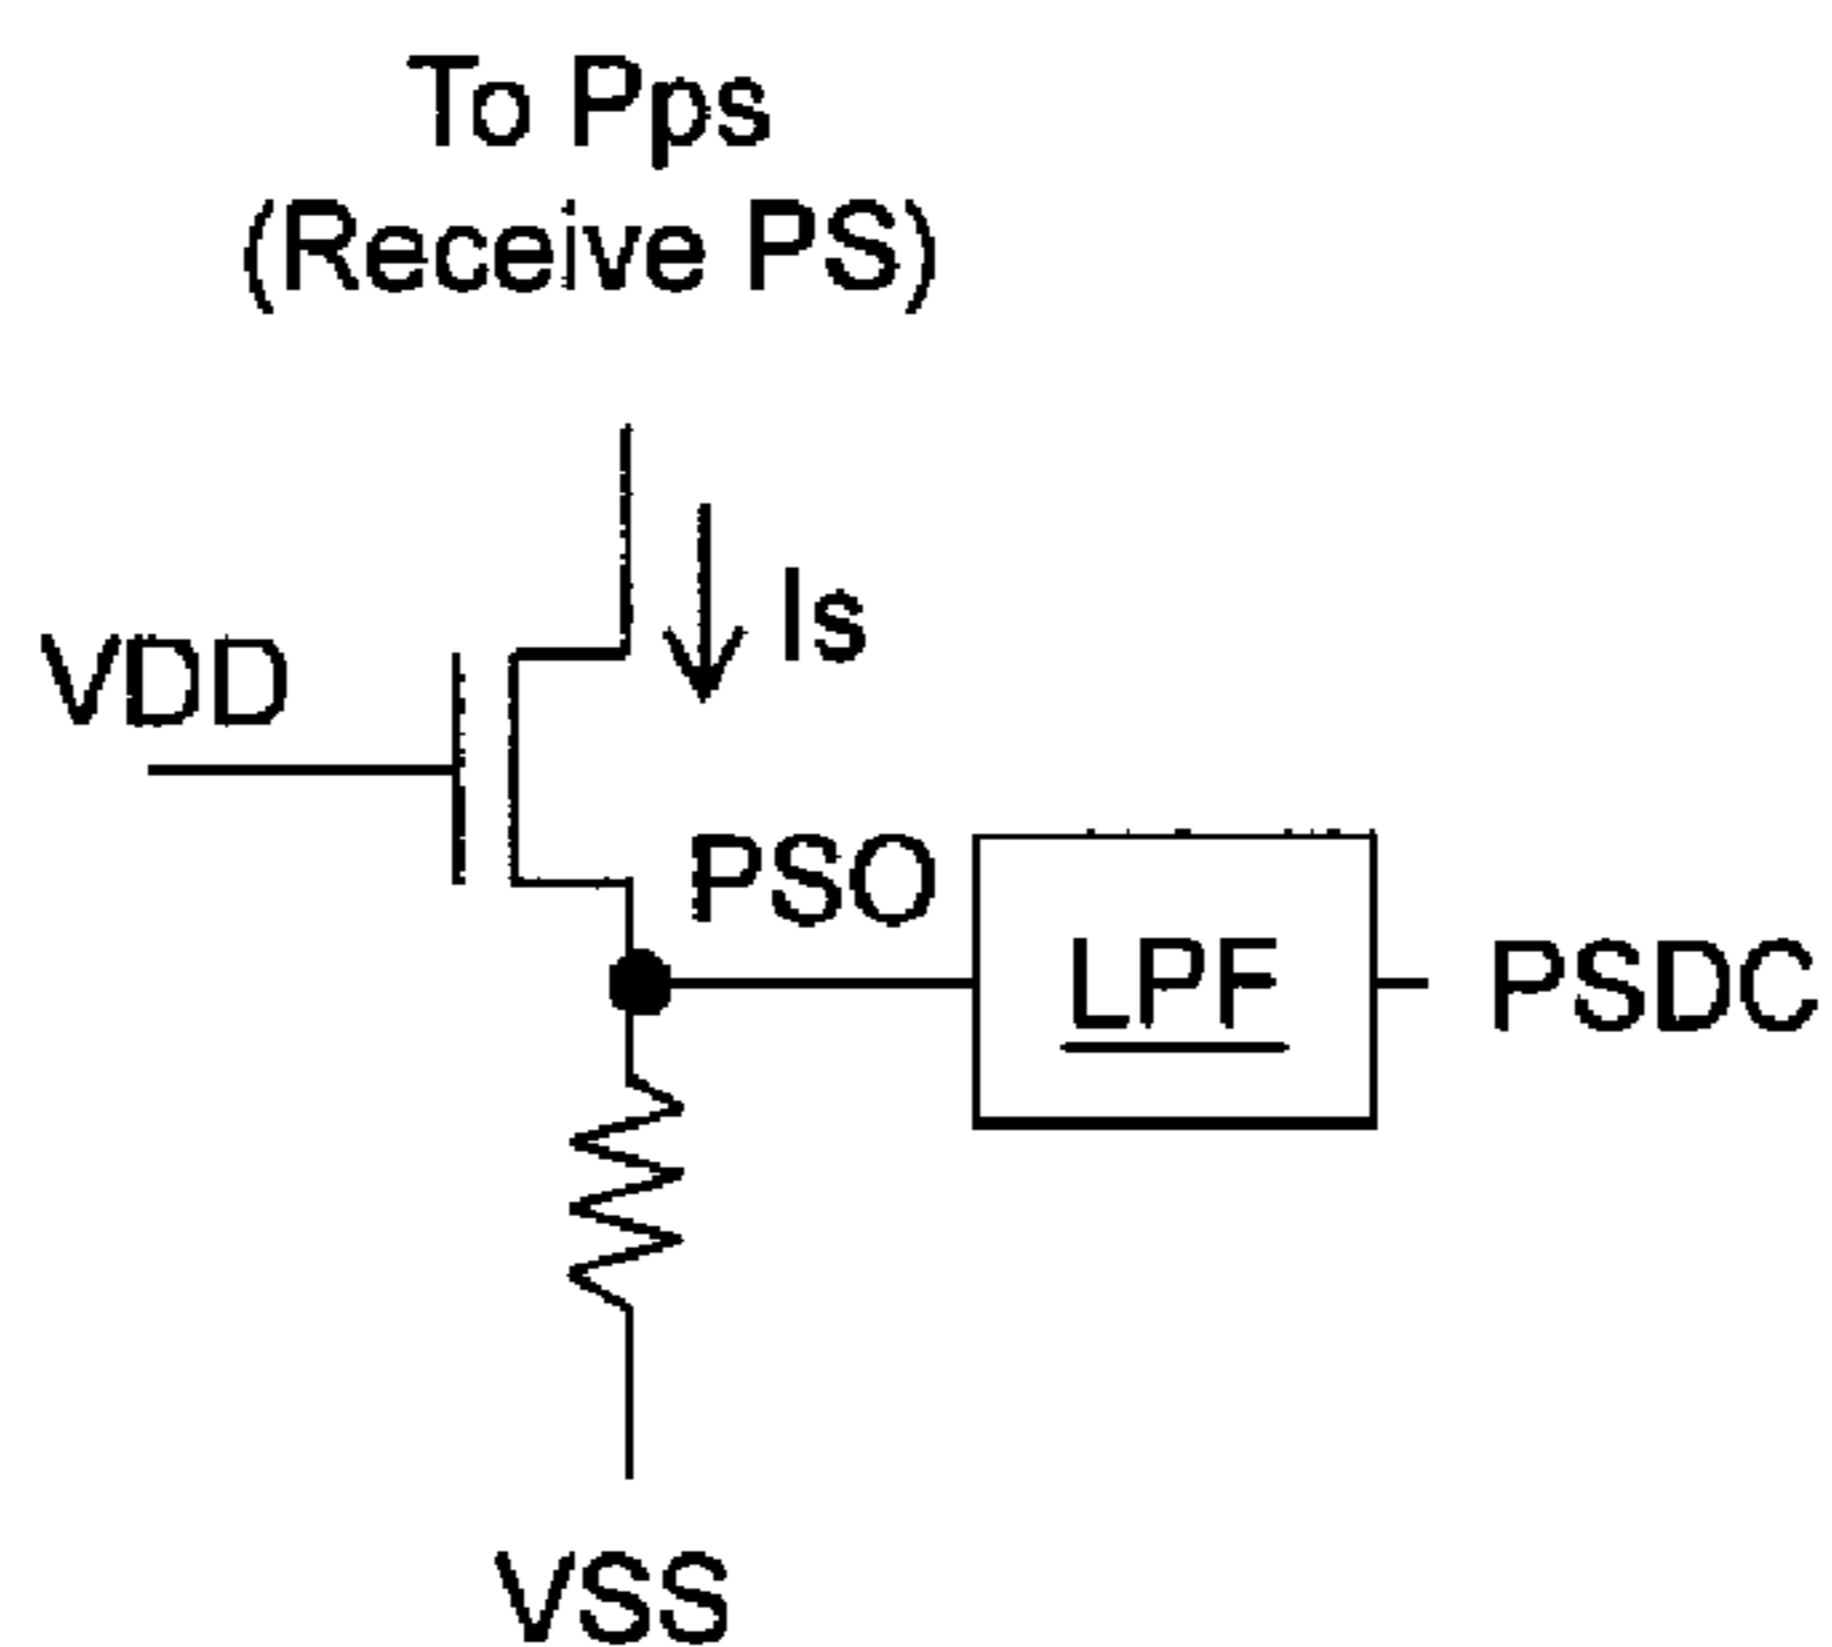 To Pps
(Receive PS)
Is
VDD
PSO
LPF
PSDC
VSS